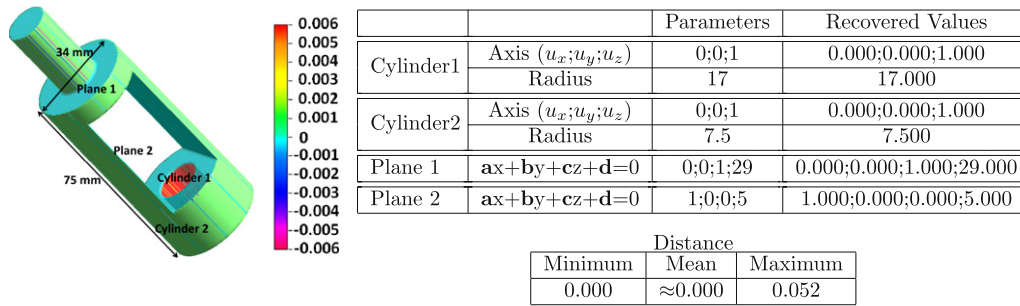 34 mm
Plane 1
Plane 2
75 mm
Cylinder 1
Cylinder 2
0.006
0.005
0.004
0.003
0.002
0.001
0
-0.001
-0.002
-0.003
-0.004
-0.005
-0.006
Parameters Recovered Values
Cylinder1 Axis (u_x;u_y;u_z) 0;0;1 0.000;0.000;1.000
Radius 17 17.000
Cylinder2 Axis (u_x;u_y;u_z) 0;0;1 0.000;0.000;1.000
Radius 7.5 7.500
Plane 1 ax+by+cz+d=0 0;0;1;29 0.000;0.000;1.000;29.000
Plane 2 ax+by+cz+d=0 1;0;0;5 1.000;0.000;0.000;5.000
Distance
Minimum Mean Maximum
0.000 ≈0.000 0.052